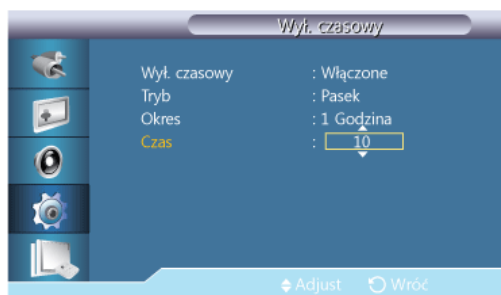 Wył. czasowy
Wył. czasowy : Włączone
Tryb : Pasek
Okres : 1 Godzina
Czas : 10
Adjust Wróć